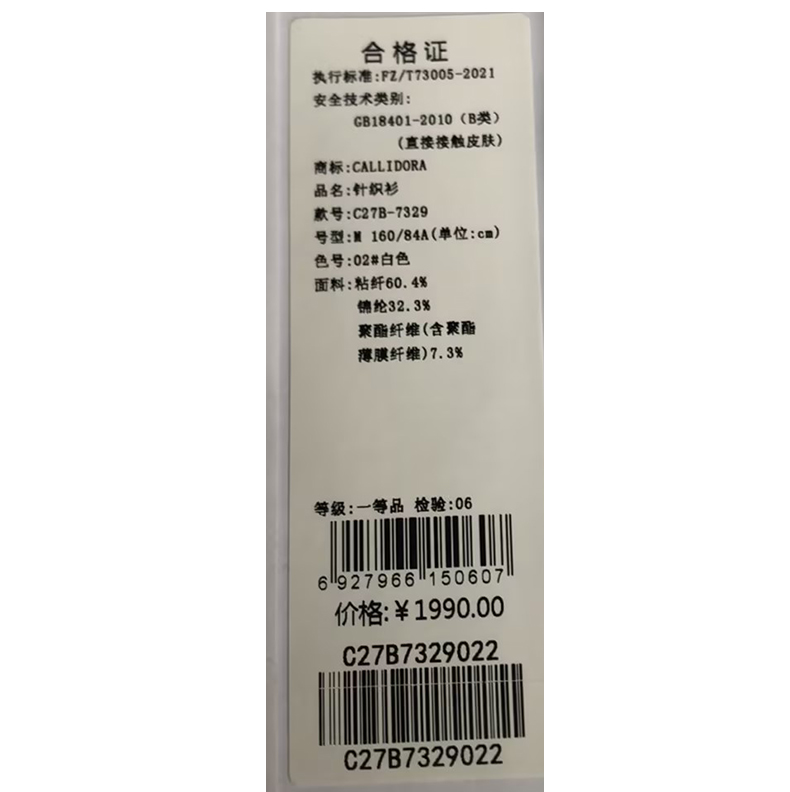 合格证
执行标准:FZ/T73005-2021
安全技术类别:
GB18401-2010（B类）
(直接接触皮肤)
商标:CALLIDORA
品名:针织衫
款号:C27B-7329
号型:M 160/84A(单位:cm)
色号:02#白色
面料:粘纤60.4%
锦纶32.3%
聚酯纤维(含聚酯
薄膜纤维)7.3%
等级:一等品 检验:06
6 927966 150607
价格:￥1990.00
C27B7329022
C27B7329022